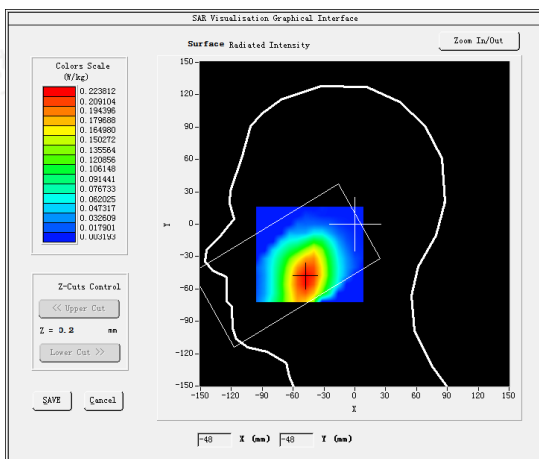 SAR Visualisation Graphical Interface
Surface Radiated Intensity
Zoom In/Out
Colors Scale
(W/kg)
0.223812
0.209104
0.194396
0.179688
0.164980
0.150272
0.135564
0.120856
0.106148
0.091441
0.076733
0.062025
0.047317
0.032609
0.017901
0.003193
Z-Cuts Control
<< Upper Cut
Z = 3.2 mm
Lower Cut >>
SAVE
Cancel
150
120
90
60
30
0
-30
-60
-90
-120
-150
Y
-150 -120 -90 -60 -30 0 30 60 90 120 150
X
-48 X (mm) -48 Y (mm)